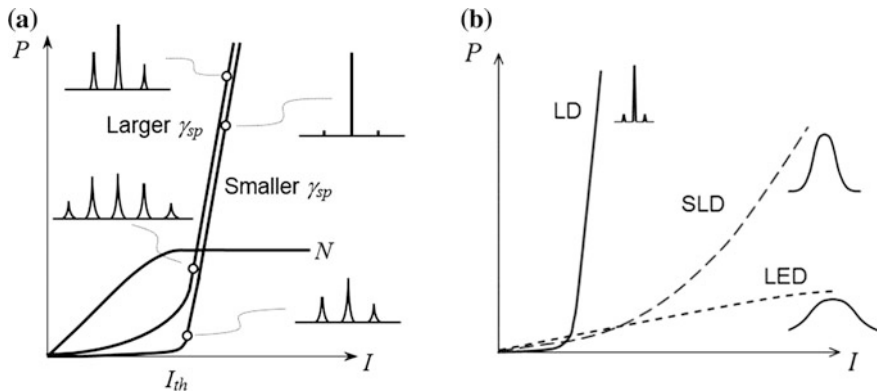 (a)
P
Larger γsp
Smaller γsp
N
Ith
I
(b)
P
LD
SLD
LED
I